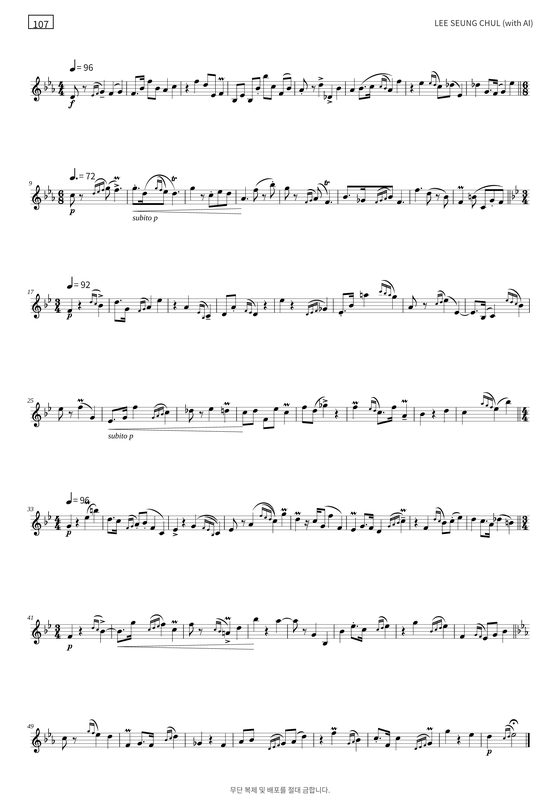 107
LEE SEUNG CHUL (with AI)
= 96
f
9
= 72
p
subito p
17
= 92
p
25
subito p
33
= 96
p
41
p
49
p
무단 복제 및 배포를 절대 금합니다.